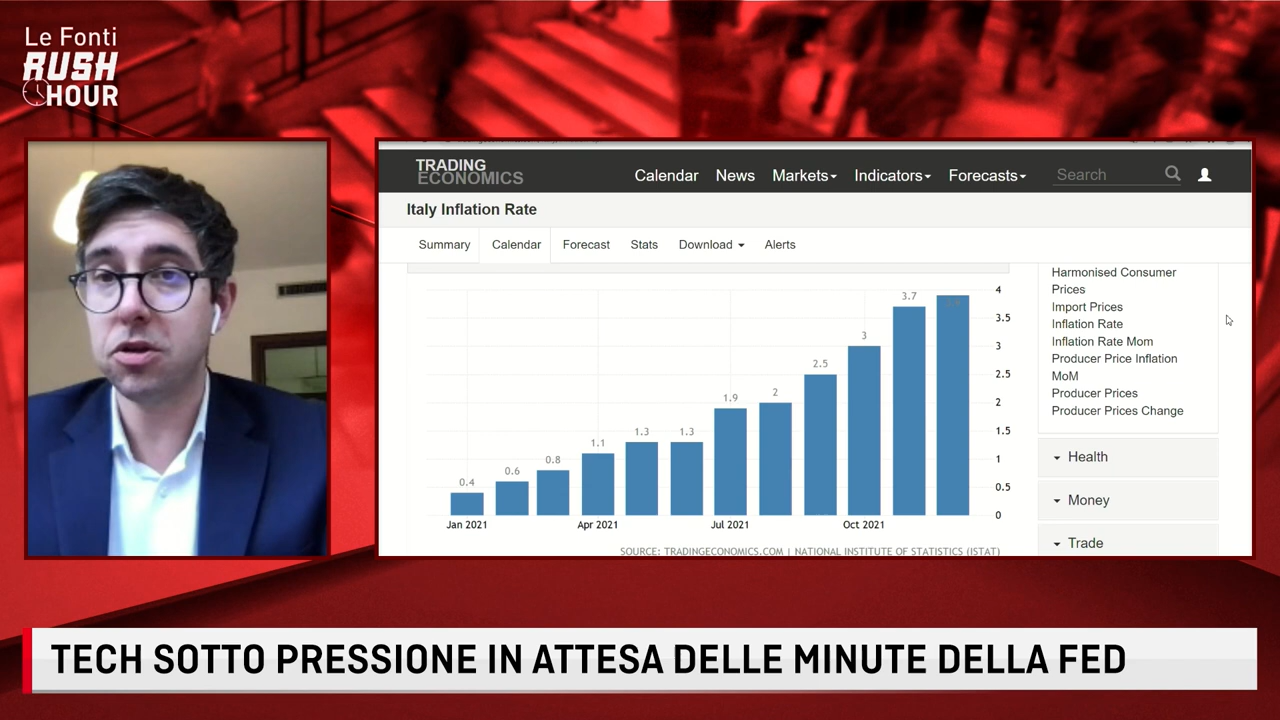 Le Fonti
RUSH
HOUR
TRADING
ECONOMICS
Calendar News Markets Indicators Forecasts Search
Italy Inflation Rate
Summary Calendar Forecast Stats Download Alerts
Harmonised Consumer
Prices
Import Prices
Inflation Rate
Inflation Rate Mom
Producer Price Inflation
MoM
Producer Prices
Producer Prices Change
Health
Money
Trade
4
3.5
3
2.5
2
1.5
1
0.5
0
0.4
0.6
0.8
1.1
1.3
1.3
1.9
2
2.5
3
3.7
Jan 2021 Apr 2021 Jul 2021 Oct 2021
SOURCE: TRADINGECONOMICS.COM | NATIONAL INSTITUTE OF STATISTICS (ISTAT)
TECH SOTTO PRESSIONE IN ATTESA DELLE MINUTE DELLA FED